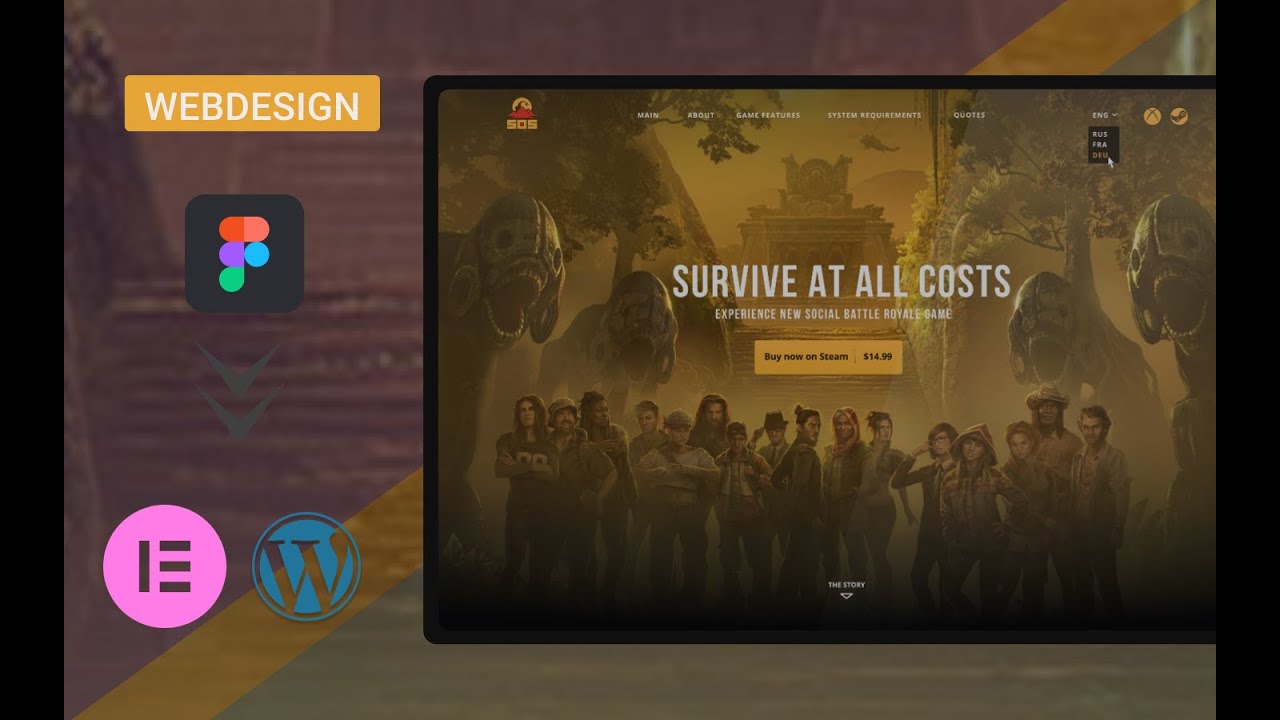 WEBDESIGN
SOS
MAIN ABOUT GAME FEATURES SYSTEM REQUIREMENTS QUOTES ENG
RUS
FRA
DEU
SURVIVE AT ALL COSTS
EXPERIENCE NEW SOCIAL BATTLE ROYALE GAME
Buy now on Steam $14.99
THE STORY